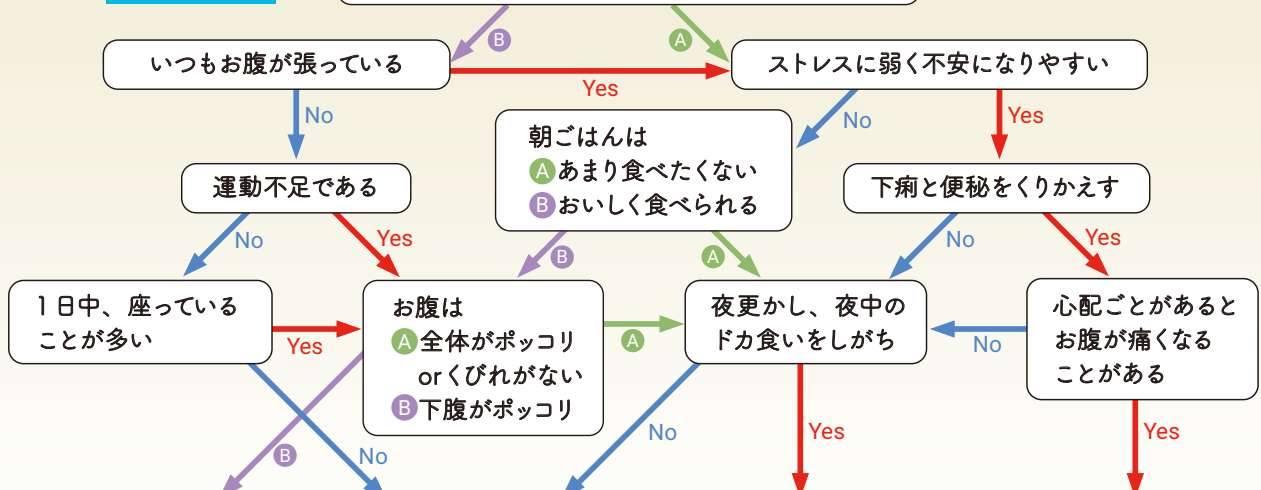 B
A
いつもお腹が張っている
Yes
ストレスに弱く不安になりやすい
No
No
Yes
朝ごはんは
Aあまり食べたくない
Bおいしく食べられる
運動不足である
下痢と便秘をくりかえす
No
Yes
B
A
No
Yes
1日中、座っている
ことが多い
Yes
お腹は
A全体がポッコリ
orくびれがない
B下腹がポッコリ
A
夜更かし、夜中の
ドカ食いをしがち
No
心配ごとがあると
お腹が痛くなる
ことがある
B
No
No
Yes
Yes